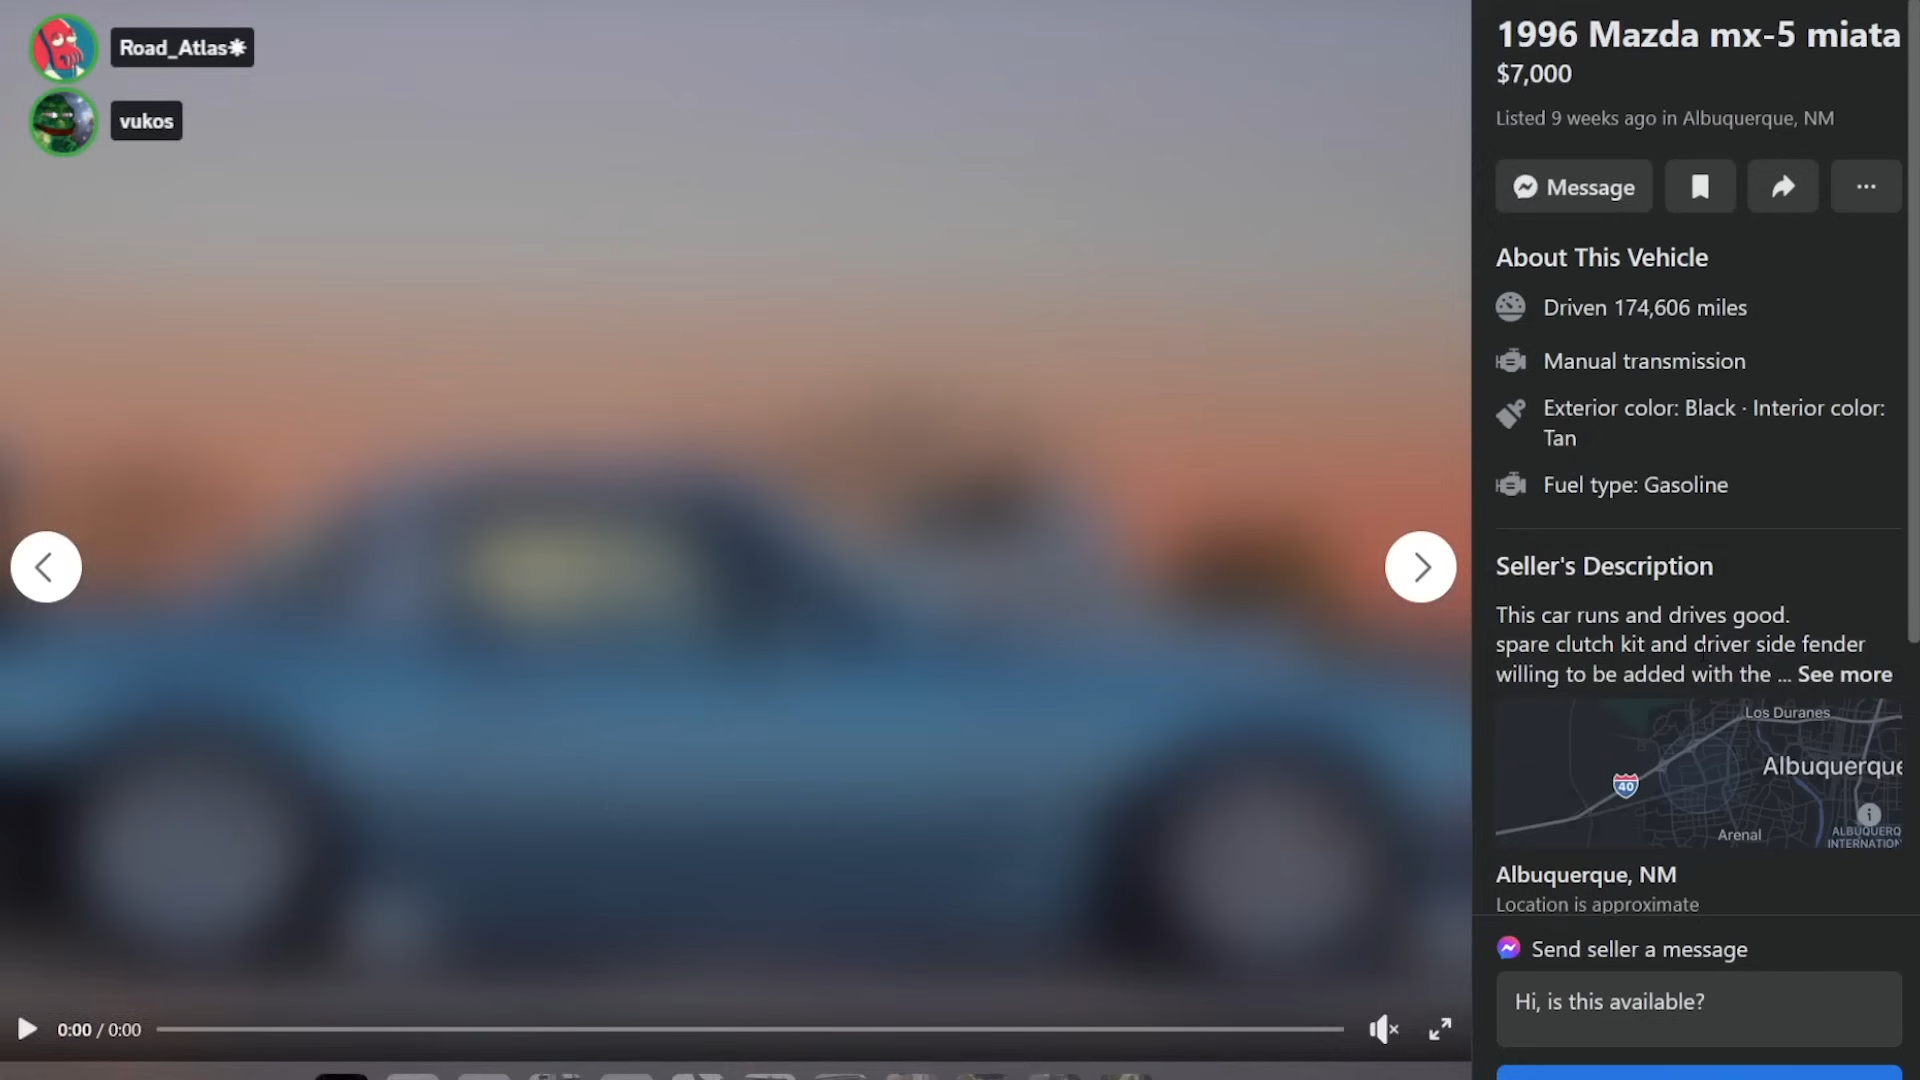 Road_Atlas
vukos
1996 Mazda mx-5 miata
$7,000
Listed 9 weeks ago in Albuquerque, NM
Message
About This Vehicle
Driven 174,606 miles
Manual transmission
Exterior color: Black · Interior color:
Tan
Fuel type: Gasoline
Seller's Description
This car runs and drives good.
spare clutch kit and driver side fender
willing to be added with the ... See more
Los Duranes
Albuquerque
40
Arenal
ALBUQUERQ
INTERNATION
Albuquerque, NM
Location is approximate
Send seller a message
Hi, is this available?
0:00 / 0:00